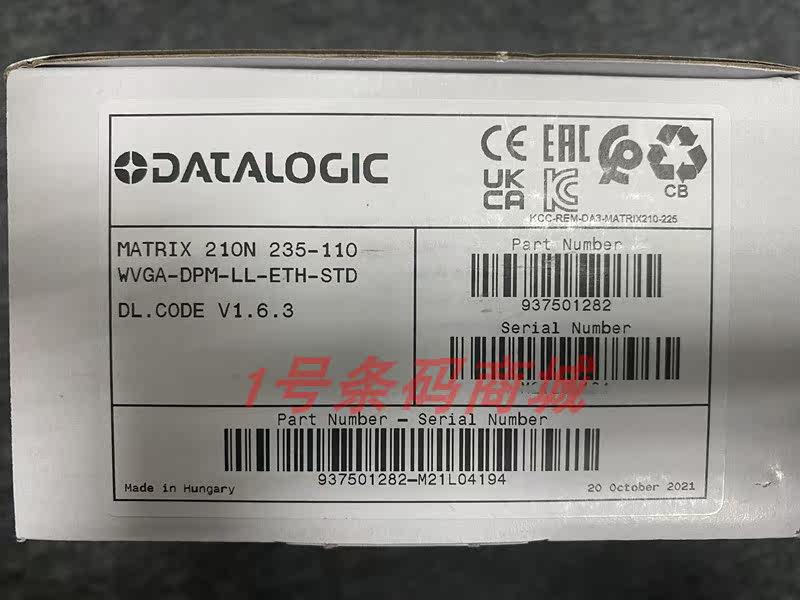 DATALOGIC
CE EAC
UK
CA
CB
KCC-REM-DA3-MATRIX210-225
MATRIX 210N 235-110
WVGA-DPM-LL-ETH-STD
DL.CODE V1.6.3
Part Number
937501282
Serial Number
1号条码商城
Part Number - Serial Number
937501282-M21L04194
Made in Hungary
20 October 2021